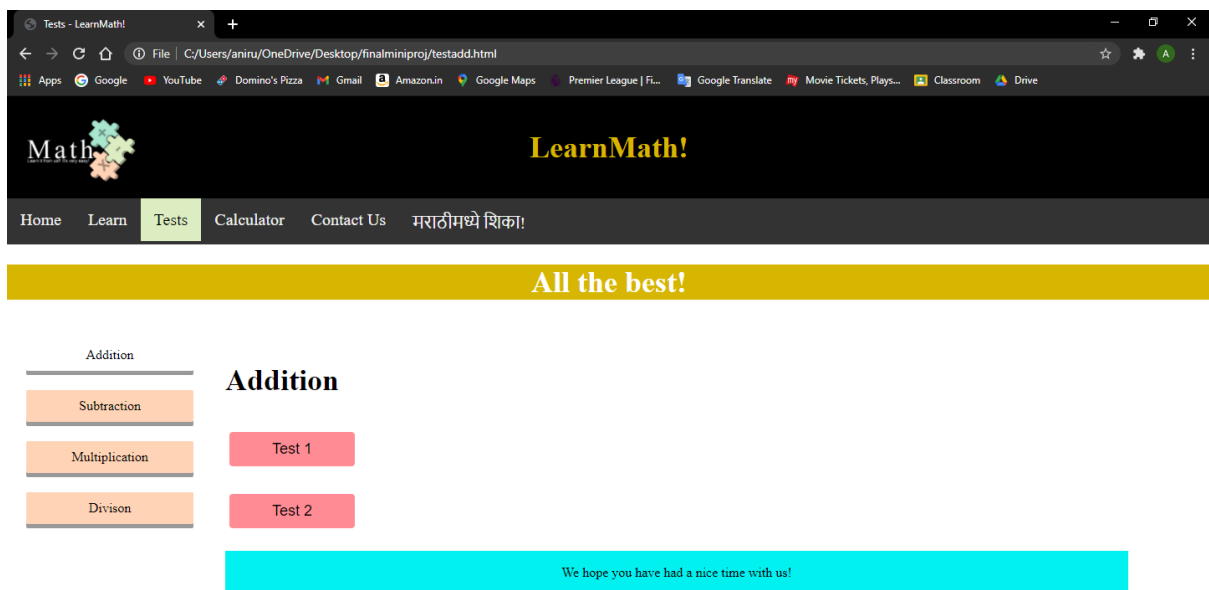 Tests - LearnMath!
File | C:/Users/aniru/OneDrive/Desktop/finalminiproj/testadd.html
A
Apps Google YouTube Domino's Pizza Gmail Amazon.in Google Maps Premier League | Fi... Google Translate my Movie Tickets, Plays... Classroom Drive
Math
LearnMath!
Home Learn Tests Calculator Contact Us मराठीमध्ये शिका!
All the best!
Addition
Subtraction
Multiplication
Divison
Addition
Test 1
Test 2
We hope you have had a nice time with us!